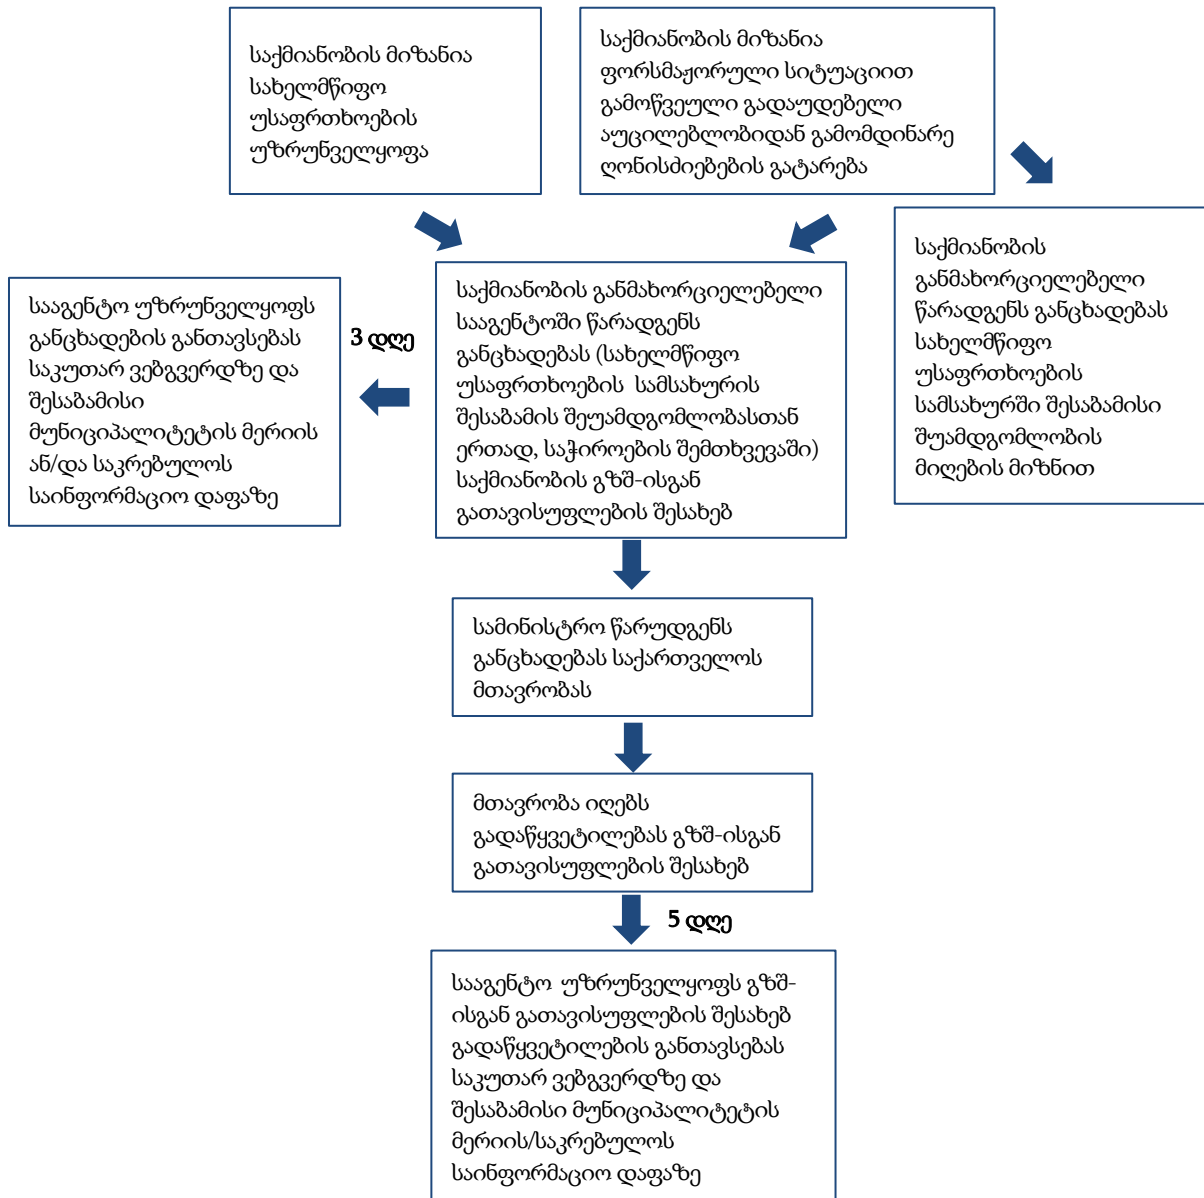 საქმიანობის მიზანია
სახელმწიფო
უსაფრთხოების
უზრუნველყოფა
საქმიანობის მიზანია
ფორსმაჟორული სიტუაციით
გამოწვეული გადაუდებელი
აუცილებლობიდან გამომდინარე
ღონისძიებების გატარება
საქმიანობის
განმახორციელებელი
წარადგენს განცხადებას
სახელმწიფო
უსაფრთხოების
სამსახურში შესაბამისი
შუამდგომლობის
მიღების მიზნით
საქმიანობის განმახორციელებელი
სააგენტოში წარადგენს
განცხადებას (სახელმწიფო
უსაფრთხოების სამსახურის
შესაბამის შეუამდგომლობასთან
ერთად, საჭიროების შემთხვევაში)
საქმიანობის გზშ-ისგან
გათავისუფლების შესახებ
3 დღე
სააგენტო უზრუნველყოფს
განცხადების განთავსებას
საკუთარ ვებგვერდზე და
შესაბამისი
მუნიციპალიტეტის მერიის
ან/და საკრებულოს
საინფორმაციო დაფაზე
სამინისტრო წარუდგენს
განცხადებას საქართველოს
მთავრობას
მთავრობა იღებს
გადაწყვეტილებას გზშ-ისგან
გათავისუფლების შესახებ
5 დღე
სააგენტო უზრუნველყოფს გზშ-
ისგან გათავისუფლების შესახებ
გადაწყვეტილების განთავსებას
საკუთარ ვებგვერდზე და
შესაბამისი მუნიციპალიტეტის
მერიის/საკრებულოს
საინფორმაციო დაფაზე